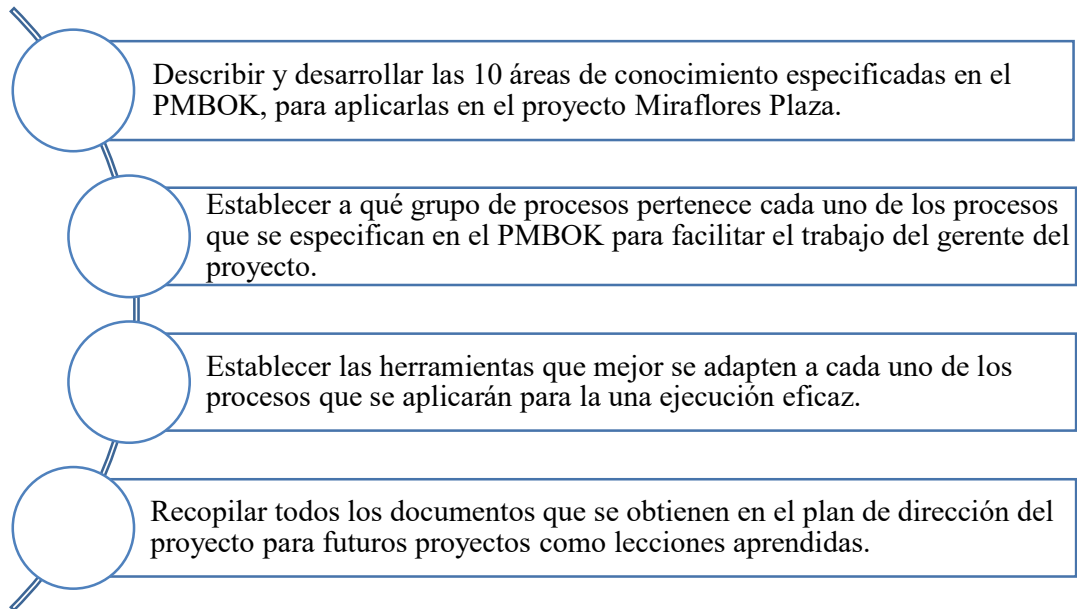 Describir y desarrollar las 10 áreas de conocimiento especificadas en el
PMBOK, para aplicarlas en el proyecto Miraflores Plaza.
Establecer a qué grupo de procesos pertenece cada uno de los procesos
que se especifican en el PMBOK para facilitar el trabajo del gerente del
proyecto.
Establecer las herramientas que mejor se adapten a cada uno de los
procesos que se aplicarán para la una ejecución eficaz.
Recopilar todos los documentos que se obtienen en el plan de dirección del
proyecto para futuros proyectos como lecciones aprendidas.